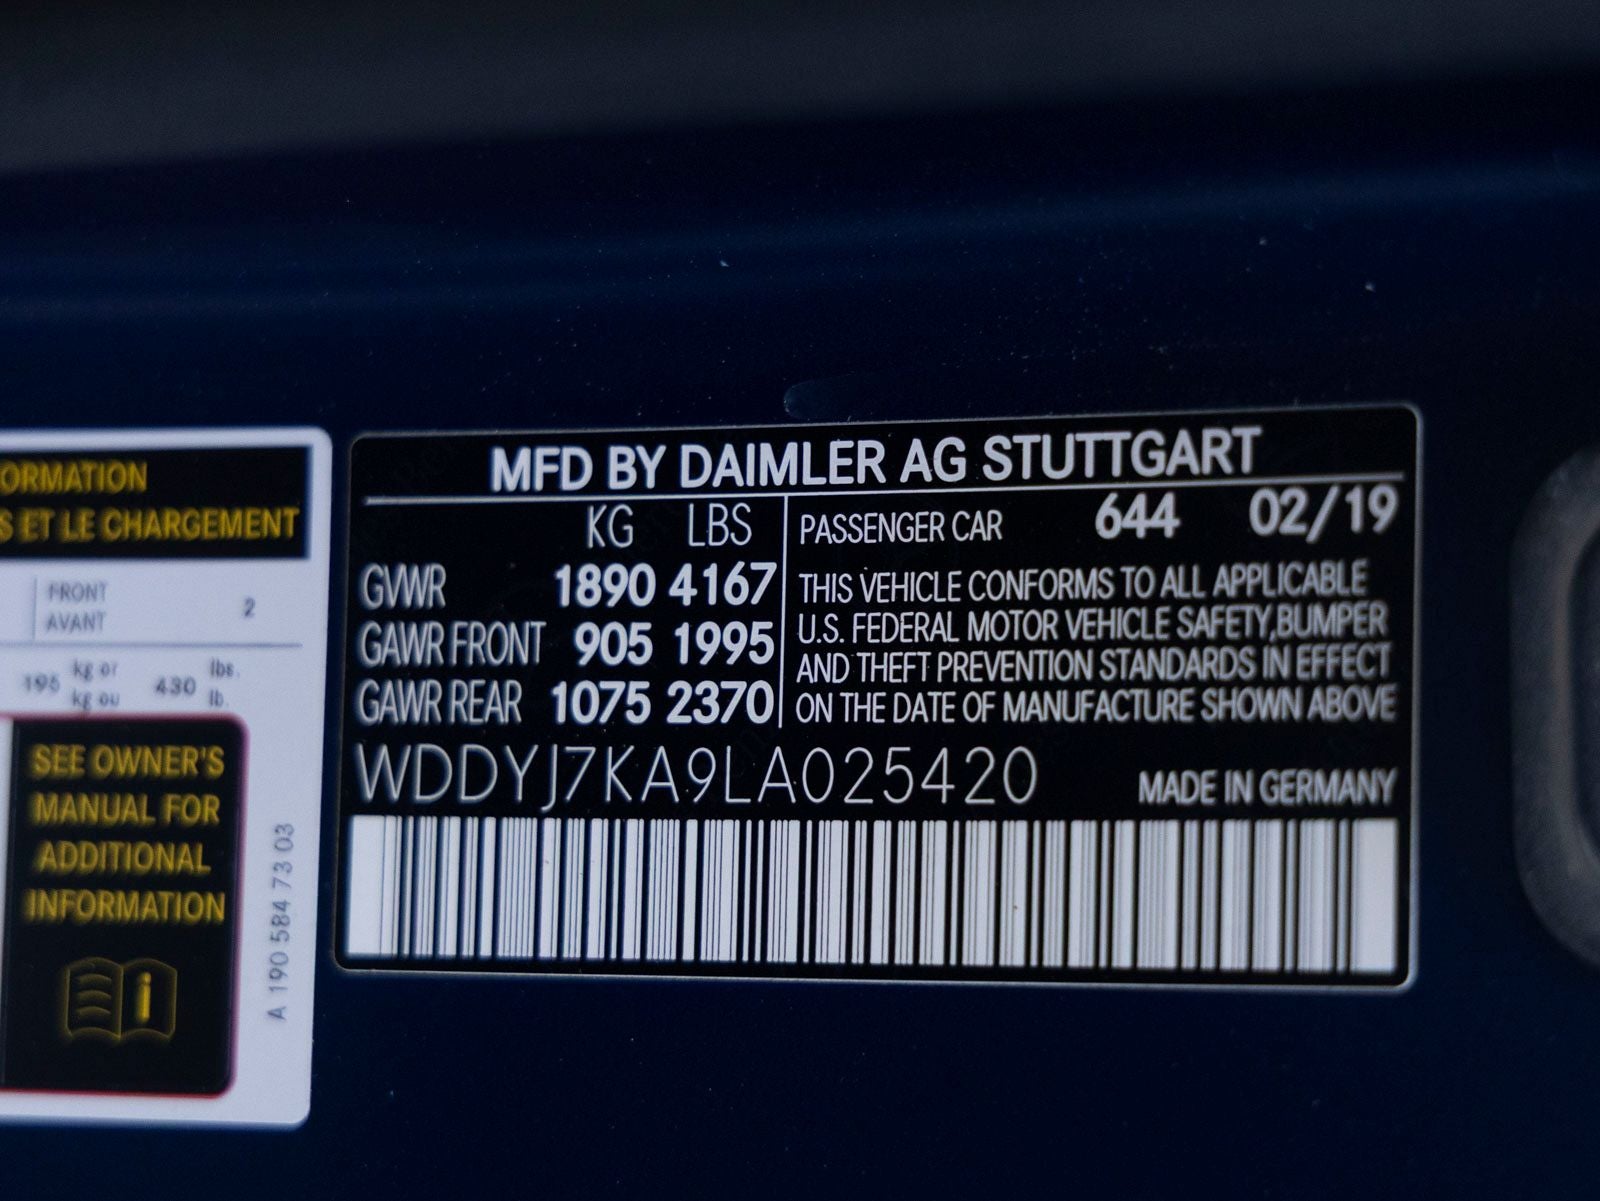 ORMATION
S ET LE CHARGEMENT
FRONT
AVANT
2
195 kg or
kg ou
430 lbs.
lb.
SEE OWNER'S
MANUAL FOR
ADDITIONAL
INFORMATION
i
A 190 584 73 03
MFD BY DAIMLER AG STUTTGART
KG LBS
GVWR 1890 4167
GAWR FRONT 905 1995
GAWR REAR 1075 2370
PASSENGER CAR 644 02/19
THIS VEHICLE CONFORMS TO ALL APPLICABLE
U.S. FEDERAL MOTOR VEHICLE SAFETY,BUMPER
AND THEFT PREVENTION STANDARDS IN EFFECT
ON THE DATE OF MANUFACTURE SHOWN ABOVE
WDDYJ7KA9LA025420
MADE IN GERMANY